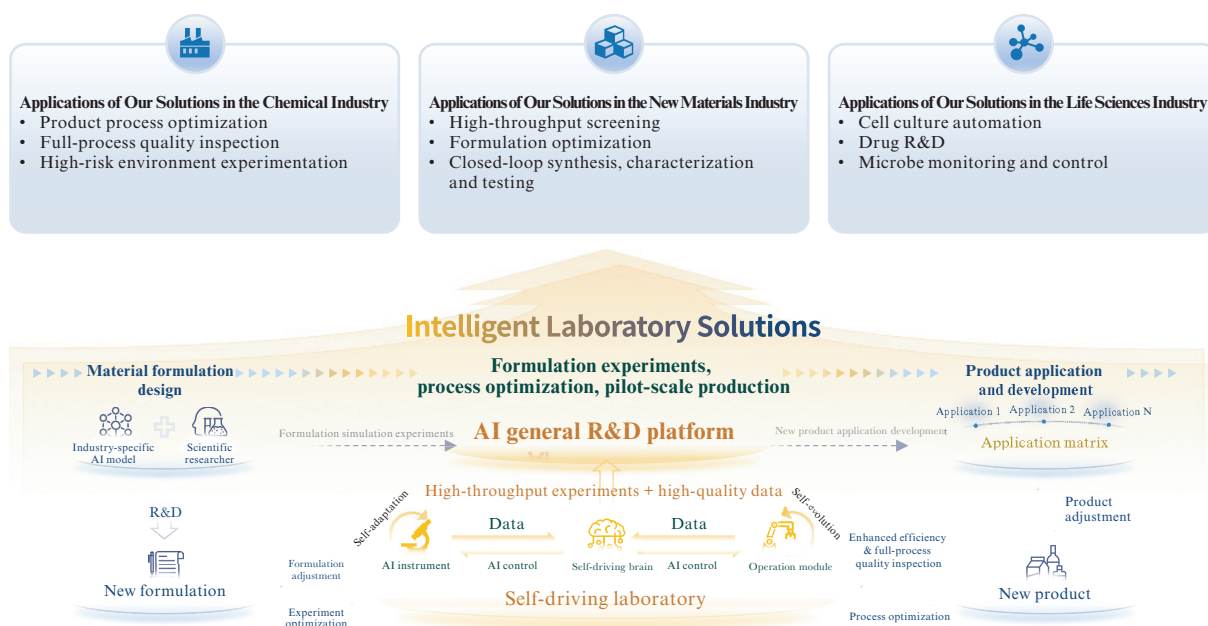 Applications of Our Solutions in the Chemical Industry
• Product process optimization
• Full-process quality inspection
• High-risk environment experimentation
Applications of Our Solutions in the New Materials Industry
• High-throughput screening
• Formulation optimization
• Closed-loop synthesis, characterization
and testing
Applications of Our Solutions in the Life Sciences Industry
• Cell culture automation
• Drug R&D
• Microbe monitoring and control
Intelligent Laboratory Solutions
Material formulation
design
Formulation experiments,
process optimization, pilot-scale production
Product application
and development
Industry-specific
AI model
Scientific
researcher
Formulation simulation experiments
AI general R&D platform
New product application development
Application 1
Application 2
Application N
Application matrix
High-throughput experiments + high-quality data
R&D
New formulation
Self-adaptation
Self-evolution
Data
Data
AI instrument
AI control
Self-driving brain
AI control
Operation module
Self-driving laboratory
Formulation
adjustment
Experiment
optimization
Enhanced efficiency
& full-process
quality inspection
Process optimization
Product
adjustment
New product